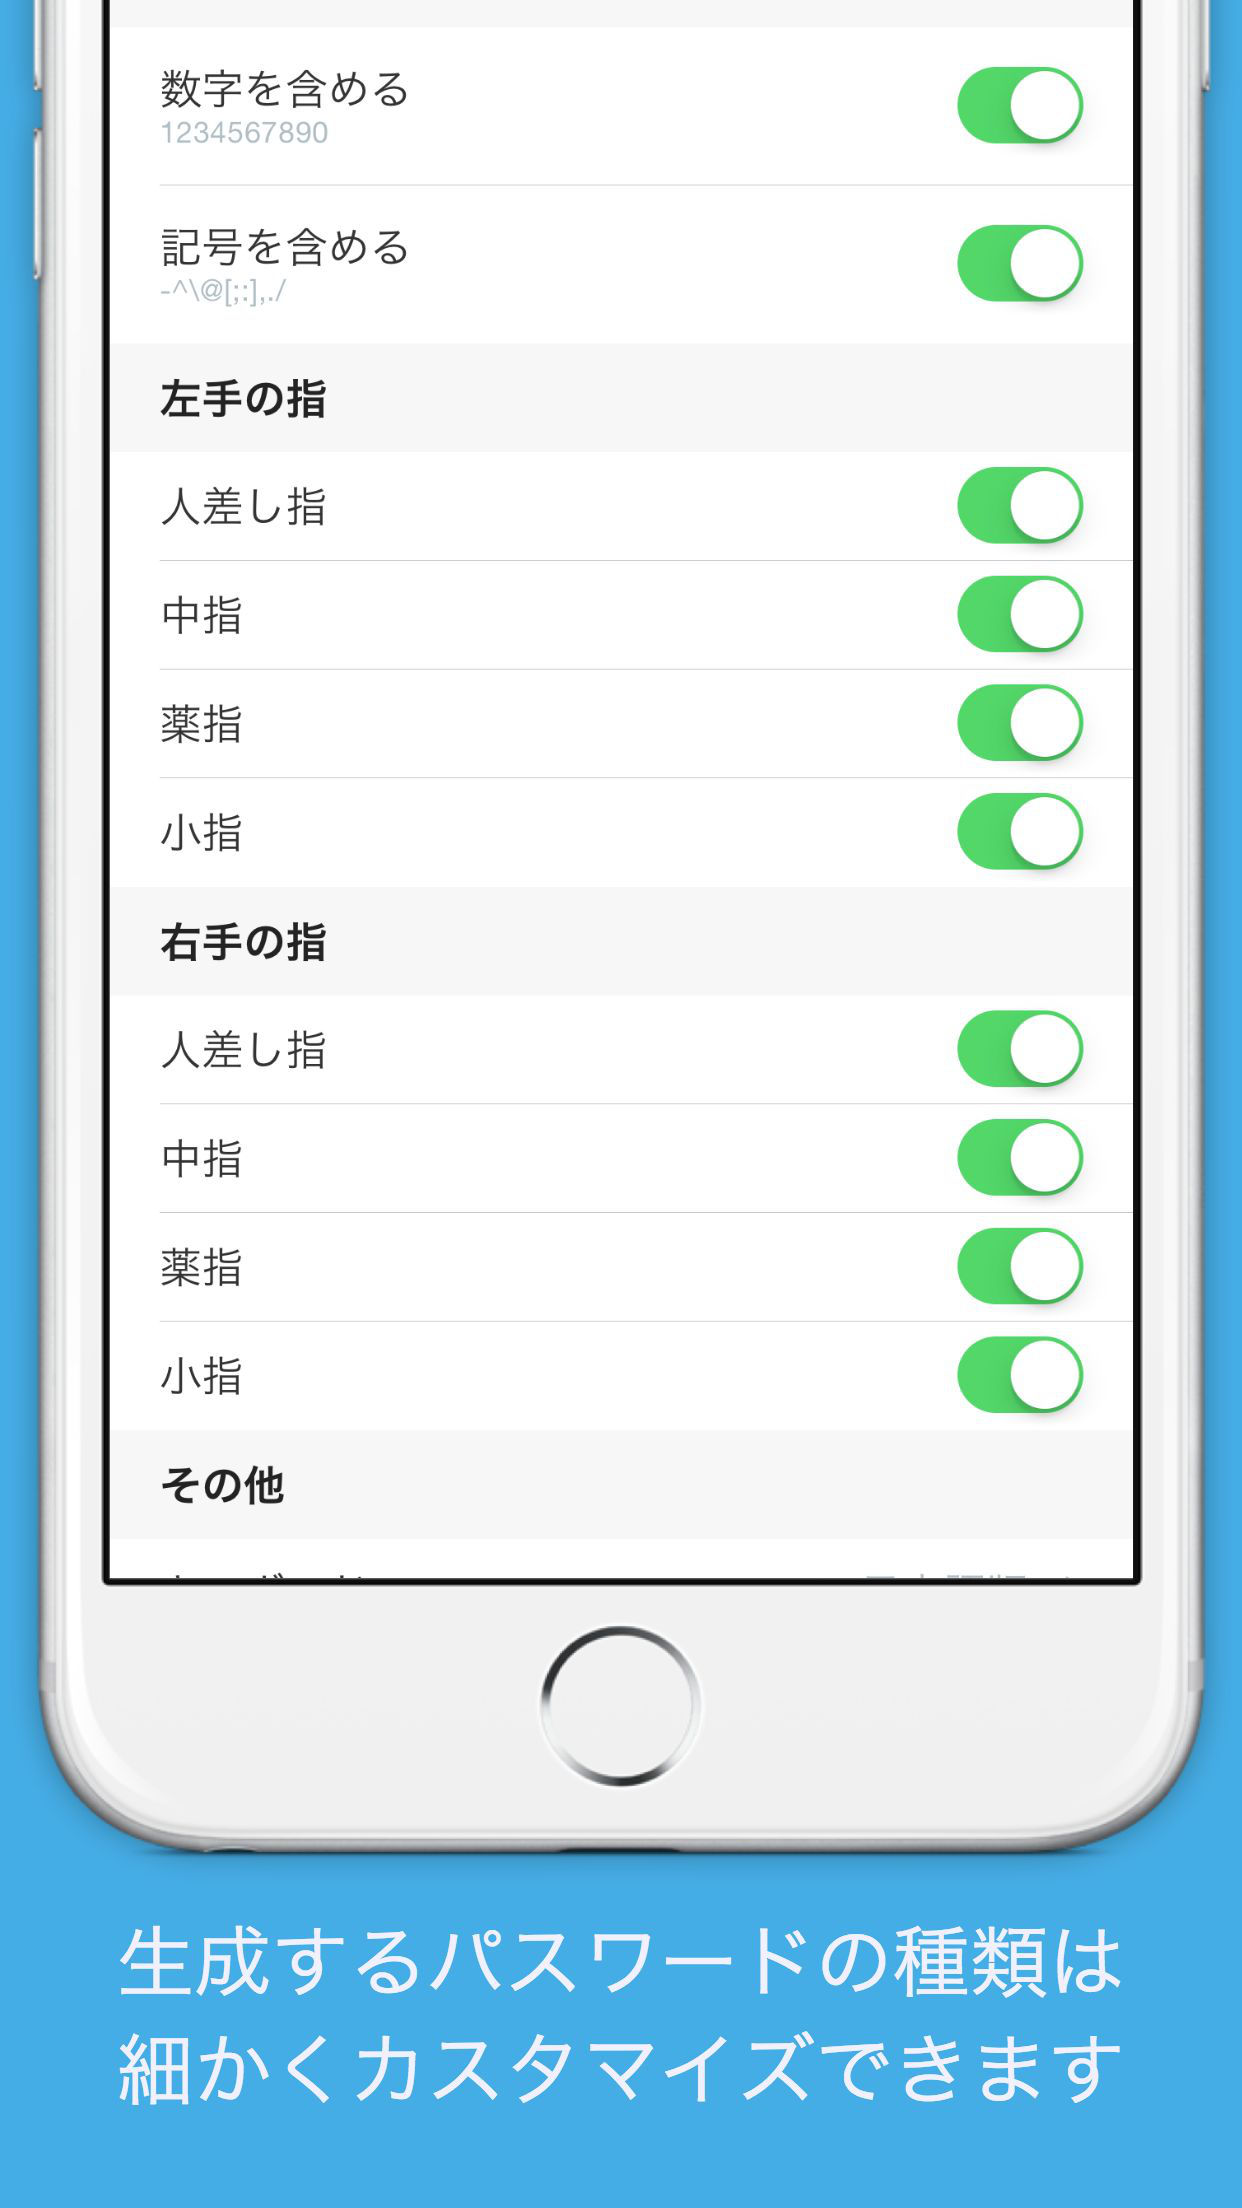 数字を含める
1234567890
記号を含める
-^\@[;:],./
左手の指
人差し指
中指
薬指
小指
右手の指
人差し指
中指
薬指
小指
その他
生成するパスワードの種類は
細かくカスタマイズできます